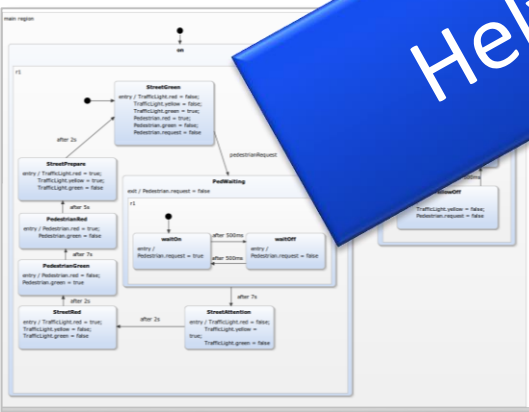 main region
on
r1
StreetGreen
entry / TrafficLight.red = false;
TrafficLight.yellow = false;
TrafficLight.green = true;
Pedestrian.red = true;
Pedestrian.green = false;
Pedestrian.request = false
after 2s
pedestrianRequest
StreetPrepare
entry / TrafficLight.red = true;
TrafficLight.yellow = true;
TrafficLight.green = false
after 5s
PedestrianRed
entry / Pedestrian.red = true;
Pedestrian.green = false
after 7s
PedestrianGreen
entry / Pedestrian.red = false;
Pedestrian.green = true
after 2s
StreetRed
entry / TrafficLight.red = true;
TrafficLight.yellow = false;
TrafficLight.green = false
after 2s
PedWaiting
exit / Pedestrian.request = false
r1
waitOn
entry /
Pedestrian.request = true
after 500ms
after 500ms
waitOff
entry /
Pedestrian.request = false
after 7s
StreetAttention
entry / TrafficLight.red = false;
TrafficLight.yellow =
true;
TrafficLight.green = false
TrafficLight.yellow = false;
Pedestrian.red = false
Hel